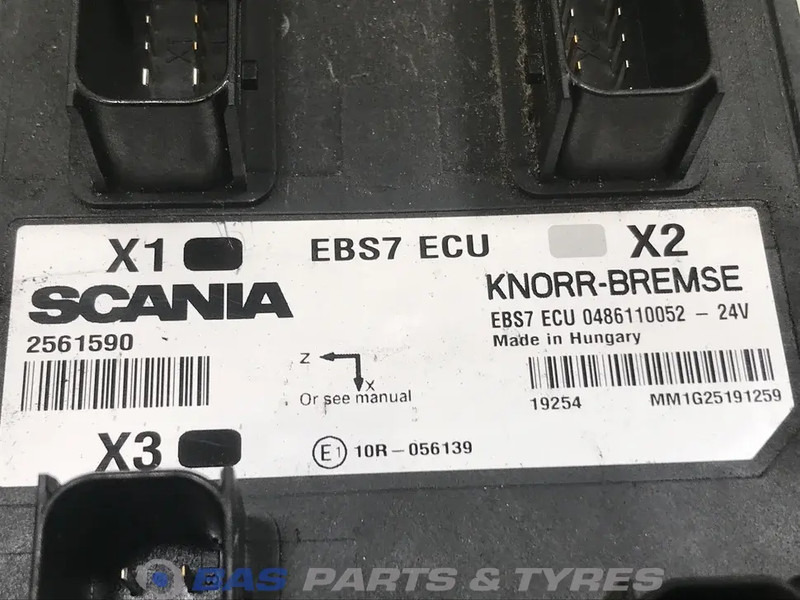 X1 EBS7 ECU X2
SCANIA KNORR-BREMSE
2561590 EBS7 ECU 0486110052 - 24V
Made in Hungary
Z
X
Or see manual
19254 MM1G25191259
X3 E1 10R-056139
BAS PARTS & TYRES